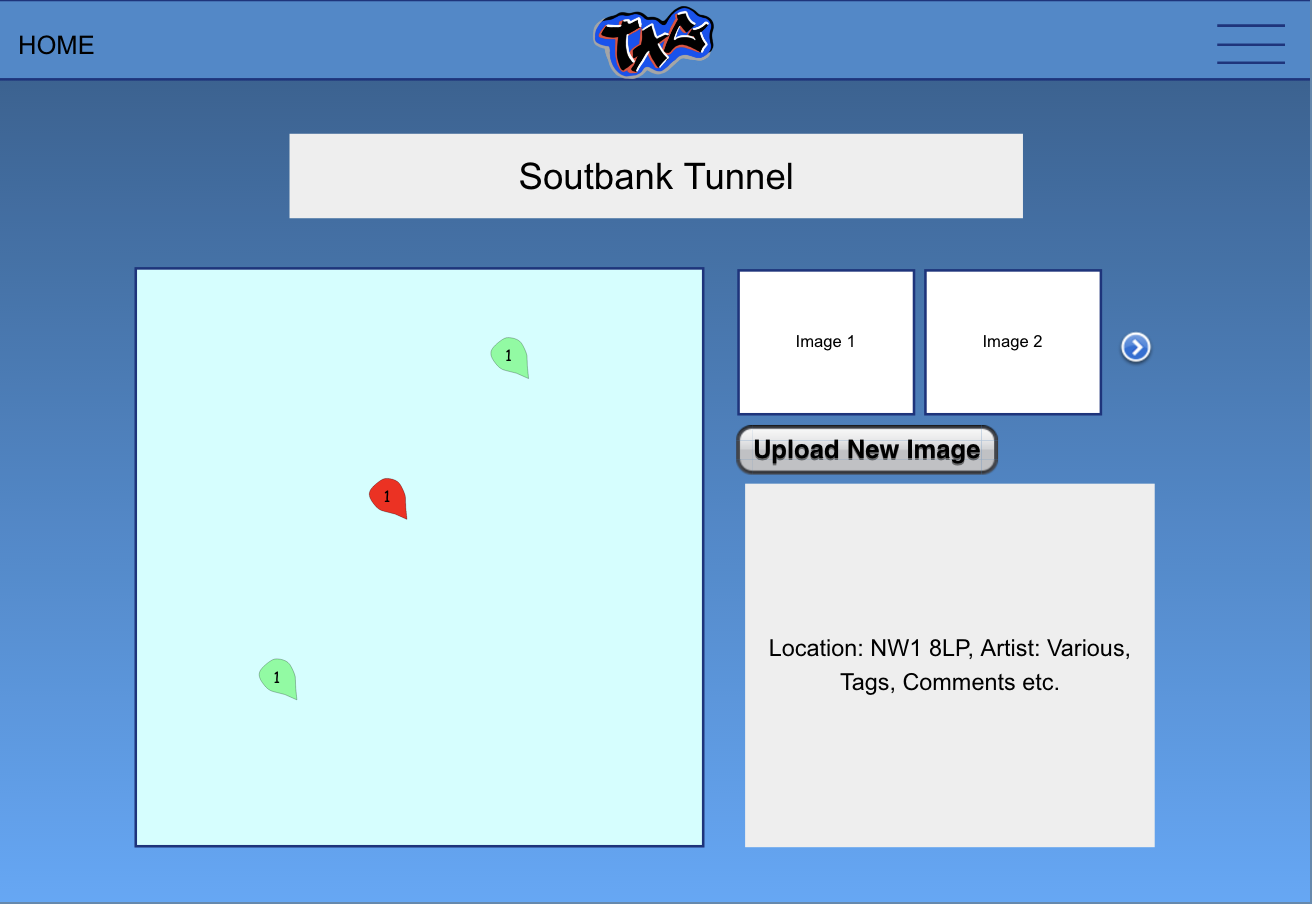 HOME
TAG
Soutbank Tunnel
1
1
1
Image 1
Image 2
Upload New Image
Location: NW1 8LP, Artist: Various,
Tags, Comments etc.